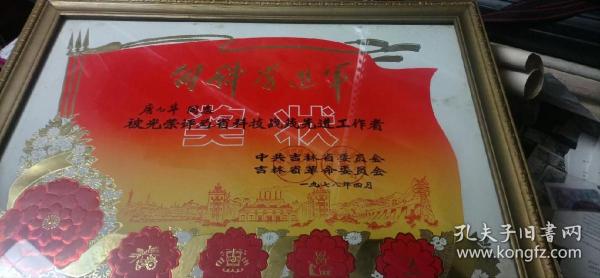 向科学进军
奖状
唐九华 同志
被光荣评为省科技战线先进工作者
中共吉林省委员会
吉林省革命委员会
一九七八年四月
孔夫子旧书网
www.kongfz.com